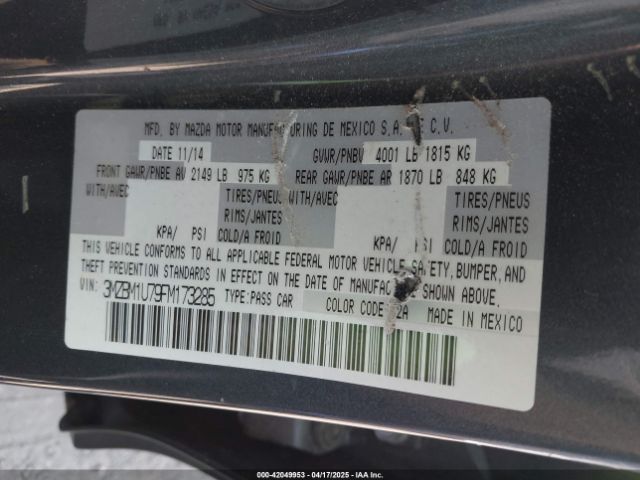 MFD. BY MAZDA MOTOR MANUFACTURING DE MEXICO S.A. DE C.V.
DATE 11/14 GVWR/PNBV 4001 LB 1815 KG
FRONT GAWR/PNBE AV 2149 LB 975 KG REAR GAWR/PNBE AR 1870 LB 848 KG
WITH/AVEC TIRES/PNEUS WITH/AVEC TIRES/PNEUS
RIMS/JANTES RIMS/JANTES
KPA/ PSI COLD/A FROID KPA/ PSI COLD/A FROID
THIS VEHICLE CONFORMS TO ALL APPLICABLE FEDERAL MOTOR VEHICLE SAFETY, BUMPER, AND
THEFT PREVENTION STANDARDS IN EFFECT ON THE DATE OF MANUFACTURE SHOWN ABOVE.
VIN: 3MZBM1U79FM173285 TYPE: PASS CAR COLOR CODE: MADE IN MEXICO
000-42049953 - 04/17/2025 - IAA Inc.